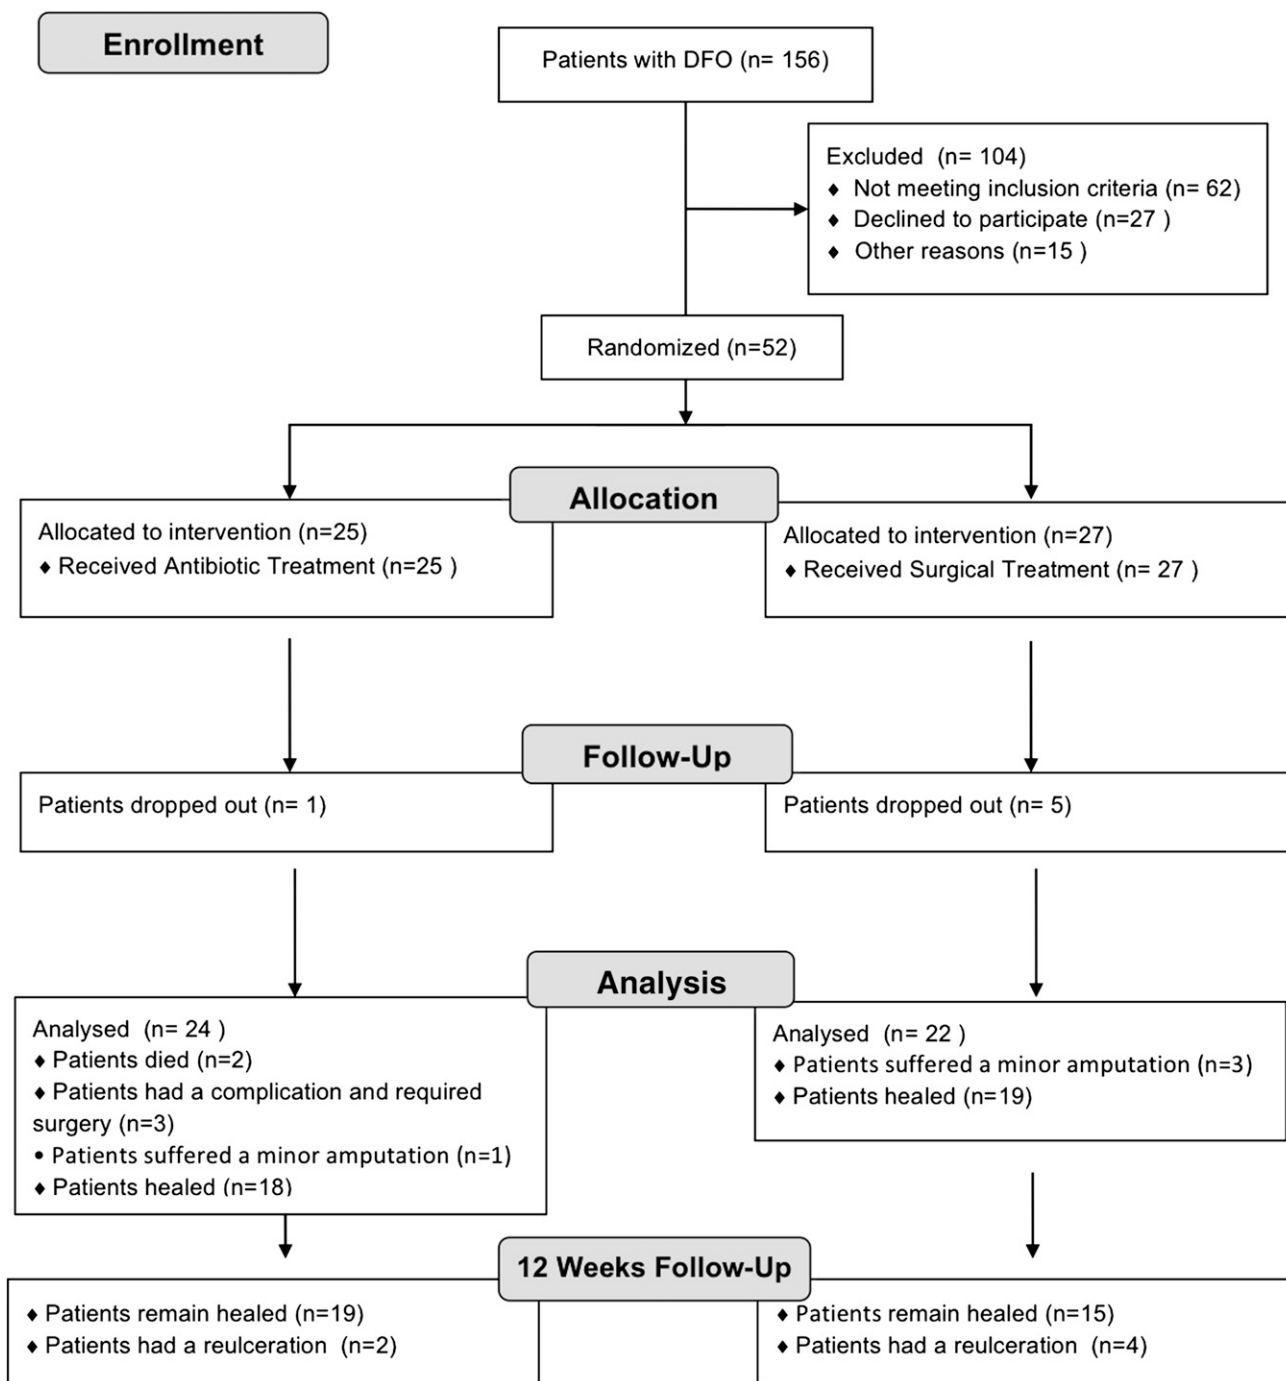 Enrollment
Patients with DFO (n= 156)
Excluded (n= 104)
♦ Not meeting inclusion criteria (n= 62)
♦ Declined to participate (n=27 )
♦ Other reasons (n=15 )
Randomized (n=52)
Allocation
Allocated to intervention (n=25)
♦ Received Antibiotic Treatment (n=25 )
Allocated to intervention (n=27)
♦ Received Surgical Treatment (n= 27 )
Follow-Up
Patients dropped out (n= 1)
Patients dropped out (n= 5)
Analysis
Analysed (n= 24 )
♦ Patients died (n=2)
♦ Patients had a complication and required
surgery (n=3)
• Patients suffered a minor amputation (n=1)
♦ Patients healed (n=18)
Analysed (n= 22 )
♦ Patients suffered a minor amputation (n=3)
♦ Patients healed (n=19)
12 Weeks Follow-Up
♦ Patients remain healed (n=19)
♦ Patients had a reulceration (n=2)
♦ Patients remain healed (n=15)
♦ Patients had a reulceration (n=4)